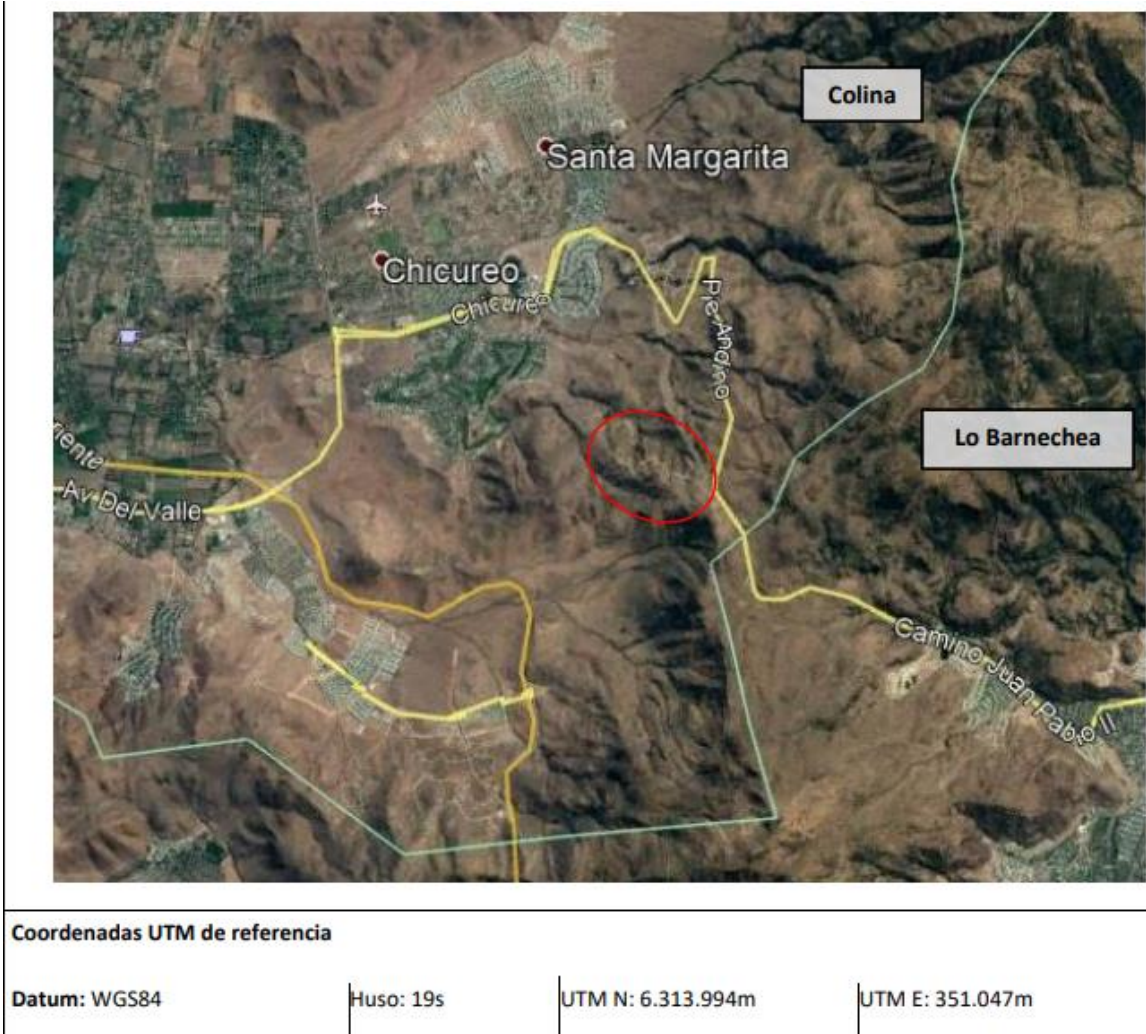 Colina
Santa Margarita
Chicureo
Chicureo
Pie Andino
Lo Barnechea
riente
Av Del Valle
Camino Juan Pablo II
Coordenadas UTM de referencia
Datum: WGS84 Huso: 19s UTM N: 6.313.994m UTM E: 351.047m